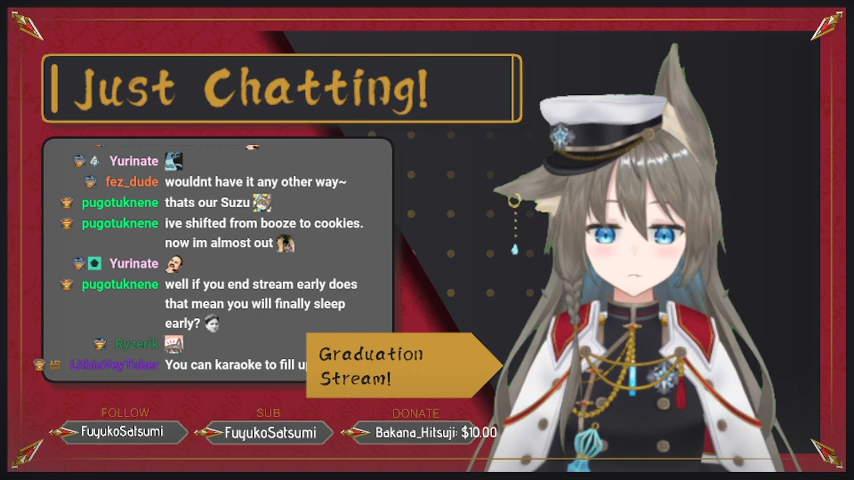 Just Chatting!
Yurinate
fez_dude wouldnt have it any other way~
pugotuknene thats our Suzu
pugotuknene ive shifted from booze to cookies.
now im almost out
Yurinate
pugotuknene well if you end stream early does
that mean you will finally sleep
early?
Ryzerik
You can karaoke to fill up
Graduation
Stream!
FOLLOW SUB DONATE
FuyukoSatsumi FuyukoSatsumi Bakana_Hitsuji: $10.00